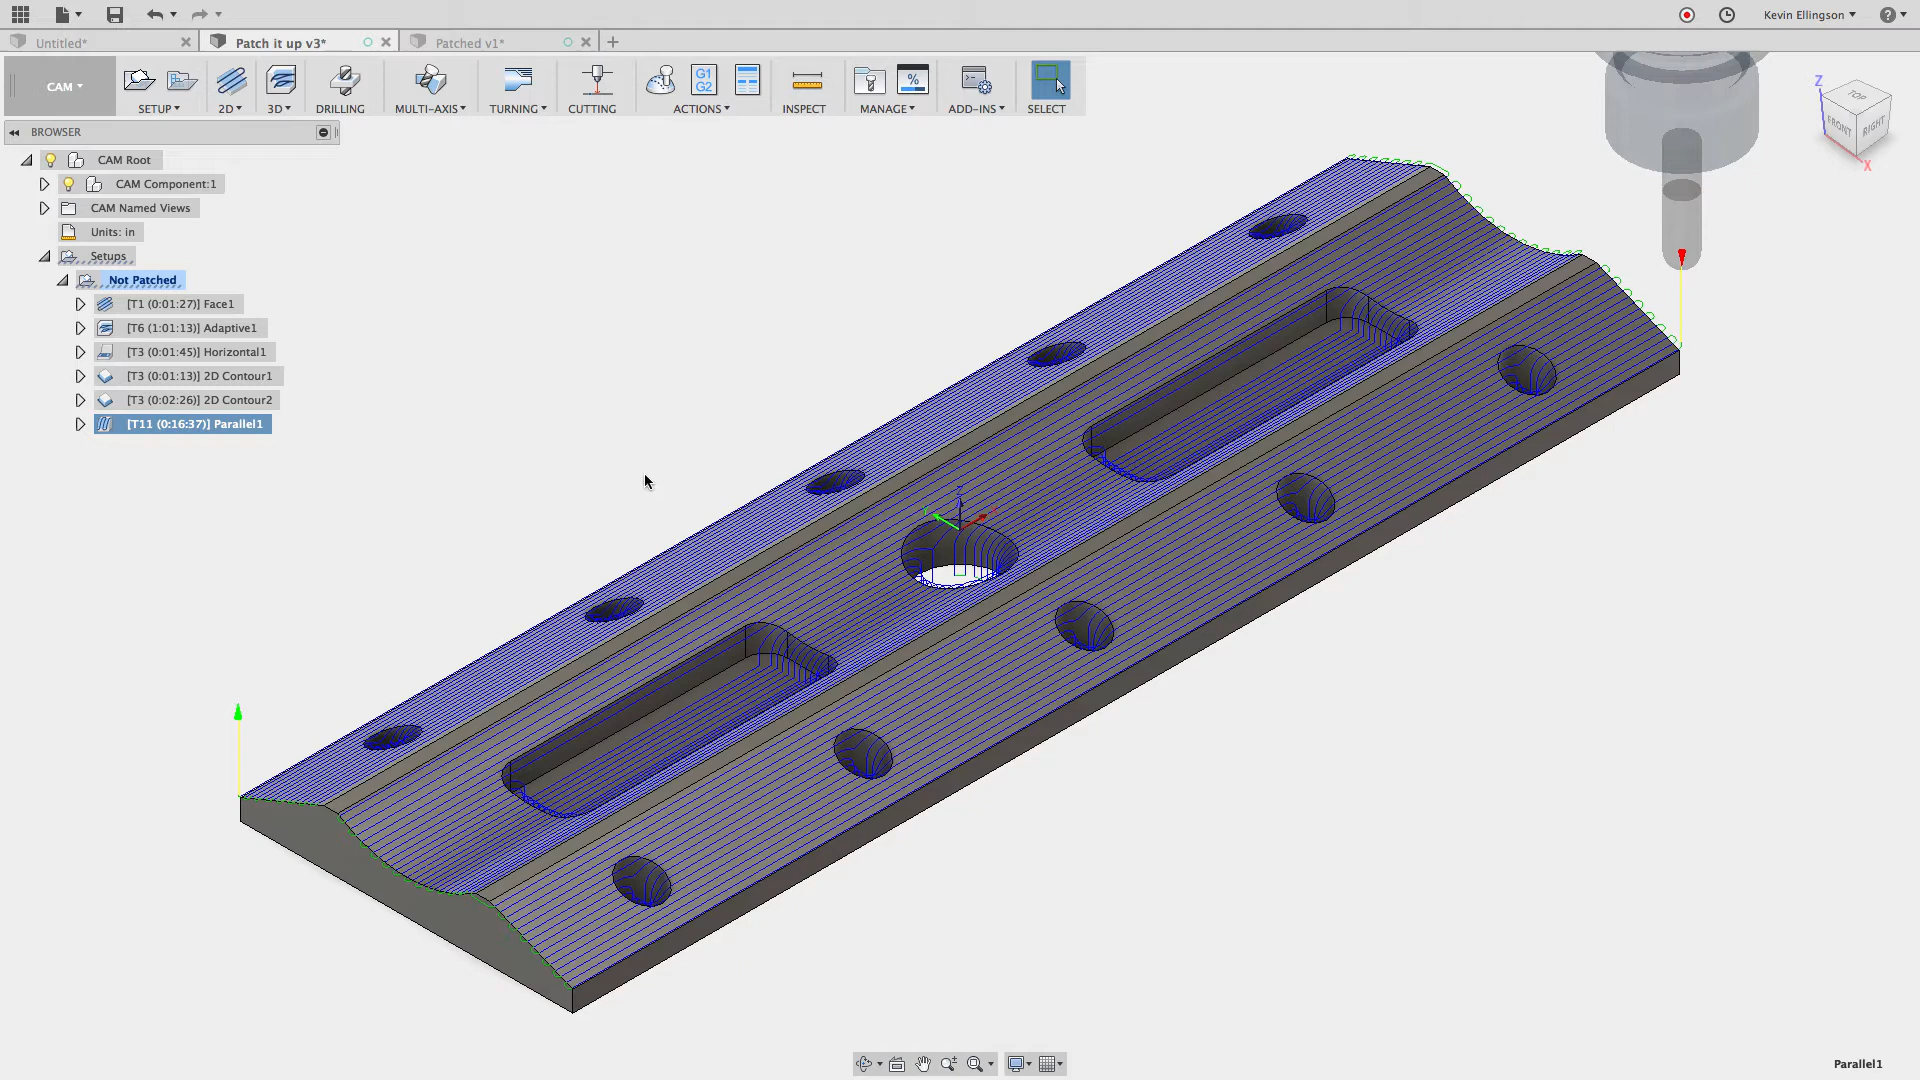 Kevin Ellingson
Untitled*
Patch it up v3*
Patched v1*
CAM
SETUP
2D
3D
DRILLING
MULTI-AXIS
TURNING
CUTTING
G1
G2
ACTIONS
INSPECT
%
MANAGE
ADD-INS
SELECT
BROWSER
CAM Root
CAM Component:1
CAM Named Views
Units: in
Setups
Not Patched
[T1 (0:01:27)] Face1
[T6 (1:01:13)] Adaptive1
[T3 (0:01:45)] Horizontal1
[T3 (0:01:13)] 2D Contour1
[T3 (0:02:26)] 2D Contour2
[T11 (0:16:37)] Parallel1
Z
TOP
FRONT
RIGHT
X
Z
Parallel1